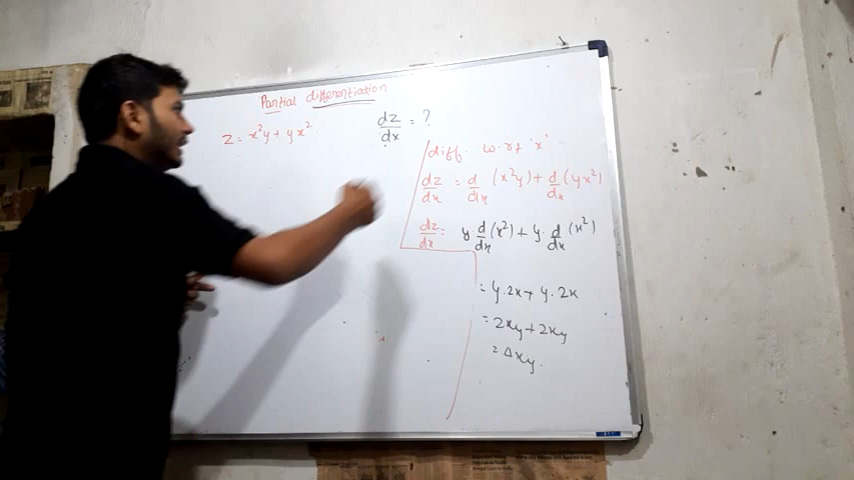 Partial differentiation
Z = x²y + yx².
dz/dx = ?
diff. w.r.t 'x'.
dz/dx = d/dx (x²y) + d/dx (yx²)
dz/dx = y d/dx (x²) + y. d/dx (x²)
= y.2x + y.2x
= 2xy + 2xy
= 4xy.